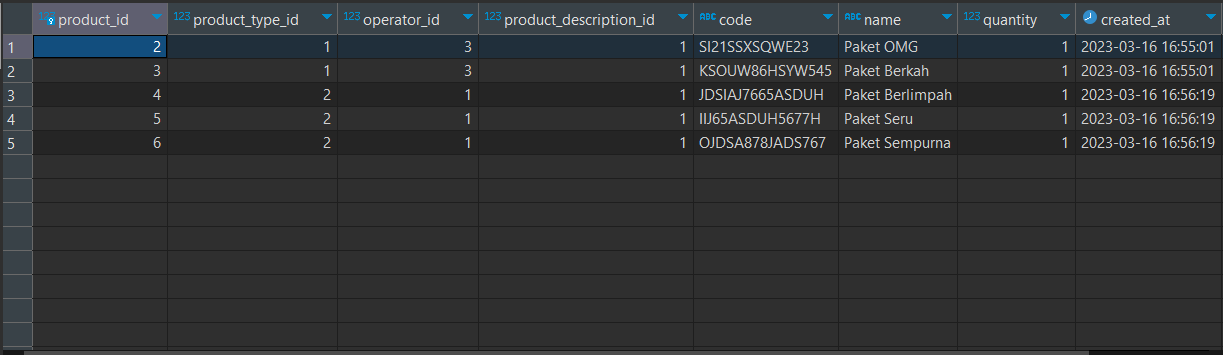 123 product_id 123 product_type_id 123 operator_id 123 product_description_id ABC code ABC name 123 quantity created_at
1 2 1 3 1 SI21SSXSQWE23 Paket OMG 1 2023-03-16 16:55:01
2 3 1 3 1 KSOUW86HSYW545 Paket Berkah 1 2023-03-16 16:55:01
3 4 2 1 1 JDSIAJ7665ASDUH Paket Berlimpah 1 2023-03-16 16:56:19
4 5 2 1 1 IIJ65ASDUH5677H Paket Seru 1 2023-03-16 16:56:19
5 6 2 1 1 OJDSA878JADS767 Paket Sempurna 1 2023-03-16 16:56:19